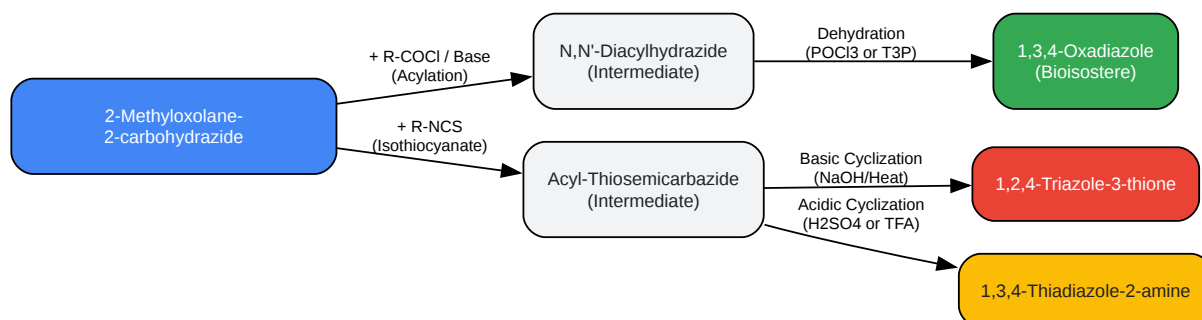 2-Methyloxolane-
2-carbohydrazide
+ R-COCl / Base
(Acylation)
N,N'-Diacylhydrazide
(Intermediate)
Dehydration
(POCl3 or T3P)
1,3,4-Oxadiazole
(Bioisostere)
+ R-NCS
(Isothiocyanate)
Acyl-Thiosemicarbazide
(Intermediate)
Basic Cyclization
(NaOH/Heat)
1,2,4-Triazole-3-thione
Acidic Cyclization
(H2SO4 or TFA)
1,3,4-Thiadiazole-2-amine